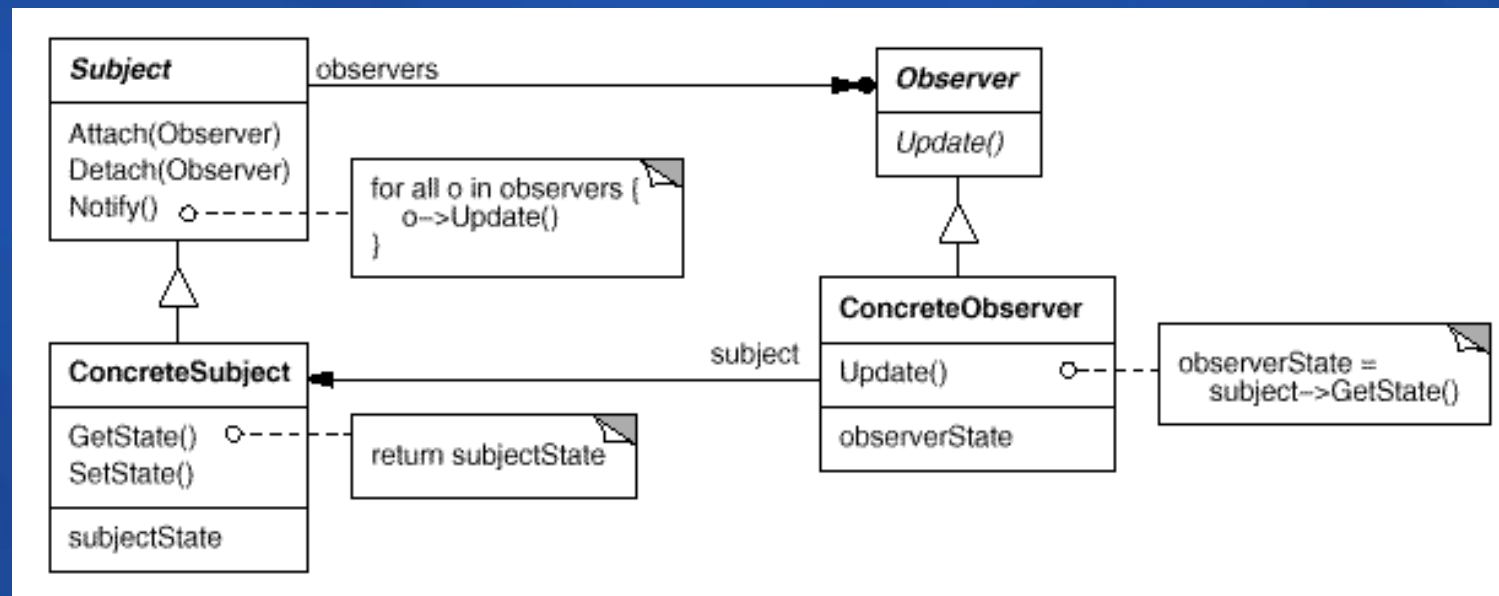 Subject
observers
Observer
Attach(Observer)
Detach(Observer)
Notify()
Update()
for all o in observers {
o–>Update()
}
ConcreteObserver
ConcreteSubject
subject
Update()
observerState =
subject–>GetState()
GetState()
SetState()
return subjectState
observerState
subjectState